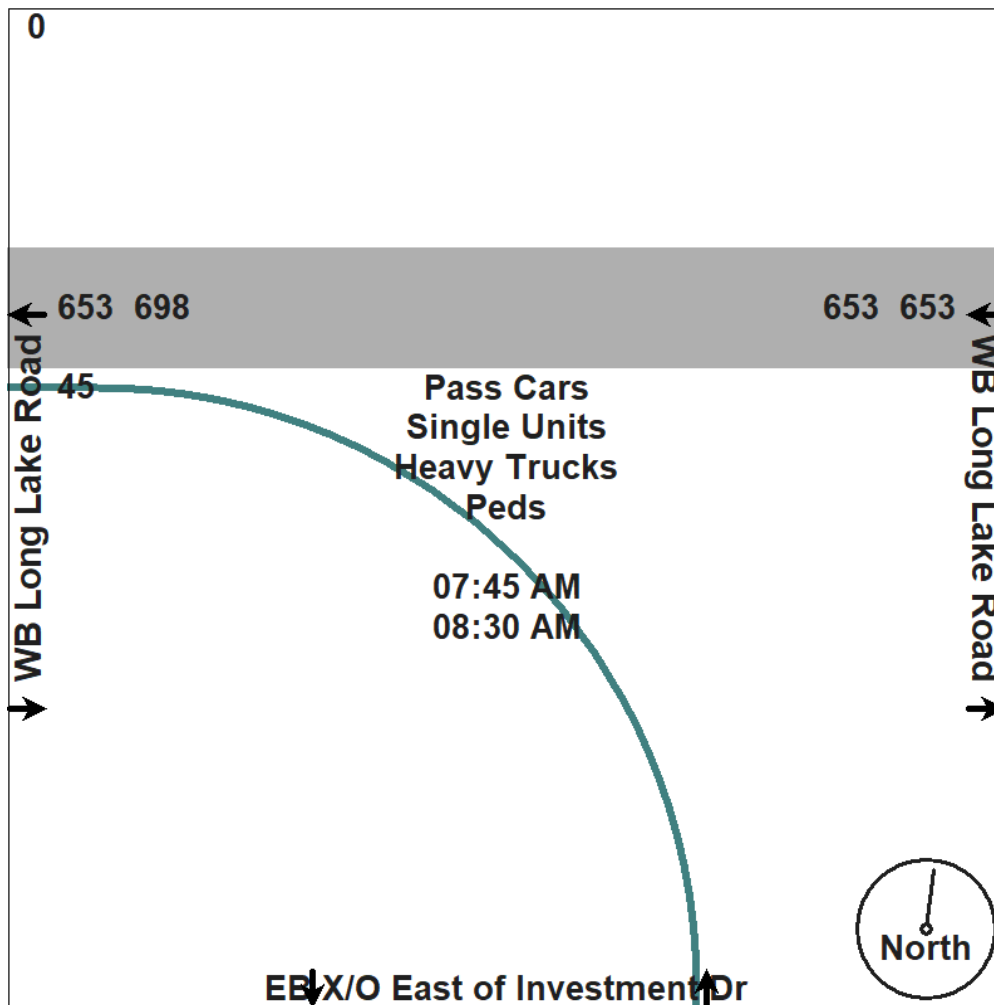 0
653 698
653 653
WB Long Lake Road
45
WB Long Lake Road
Pass Cars
Single Units
Heavy Trucks
Peds
07:45 AM
08:30 AM
North
EB X/O East of Investment Dr